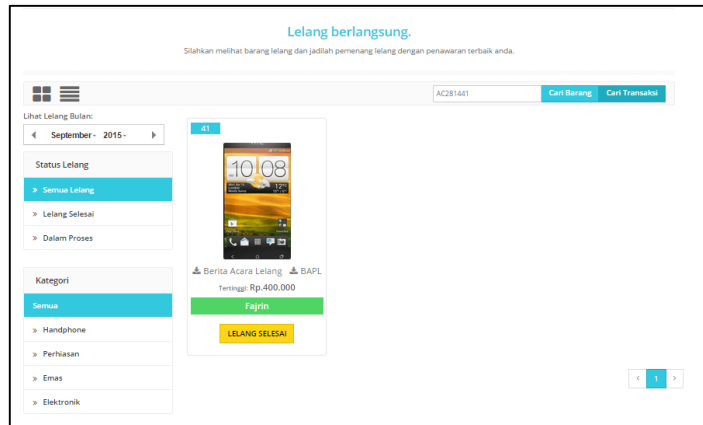 Lelang berlangsung.
Silahkan melihat barang lelang dan jadilah pemenang lelang dengan penawaran terbaik anda.
AC281441
Cari Barang
Cari Transaksi
Lihat Lelang Bulan:
September - 2015 -
Status Lelang
» Semua Lelang
» Lelang Selesai
» Dalam Proses
Kategori
Semua
» Handphone
» Perhiasan
» Emas
» Elektronik
41
10 08
Berita Acara Lelang BAPL
Tertinggi: Rp.400.000
Fajrin
LELANG SELESAI
< 1 >